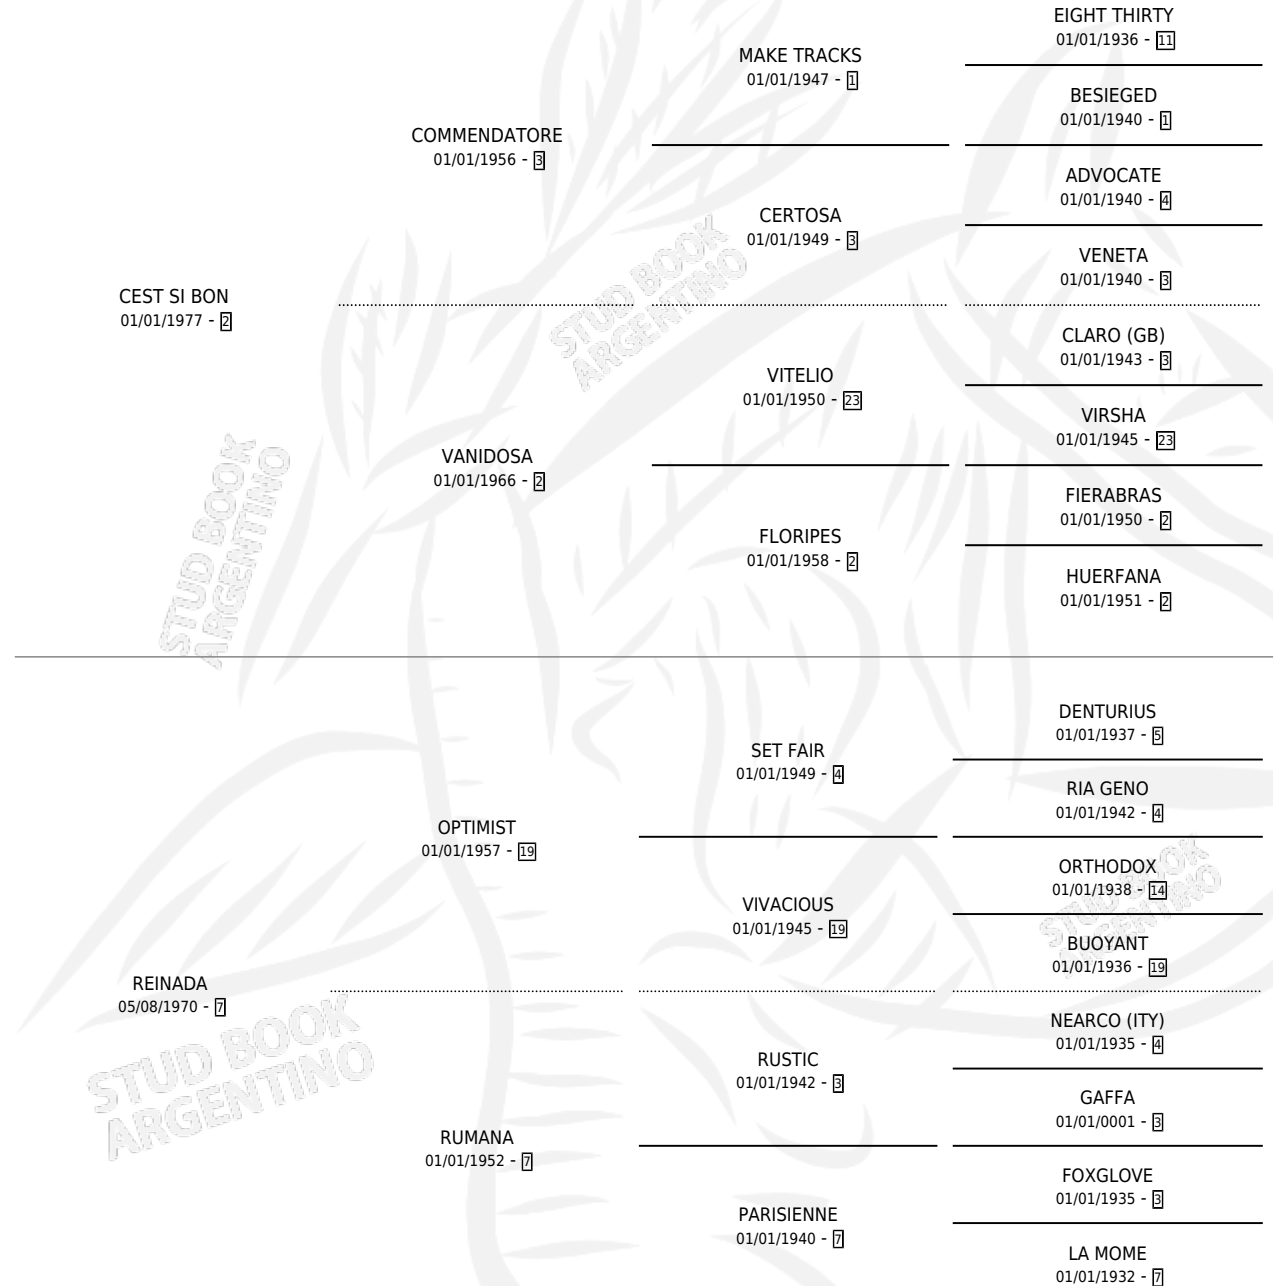 EIGHT THIRTY
01/01/1936 - 11
MAKE TRACKS
01/01/1947 - 1
BESIEGED
01/01/1940 - 1
COMMENDATORE
01/01/1956 - 3
ADVOCATE
01/01/1940 - 4
CERTOSA
01/01/1949 - 3
VENETA
01/01/1940 - 3
CEST SI BON
01/01/1977 - 2
CLARO (GB)
01/01/1943 - 3
VITELIO
01/01/1950 - 23
VIRSHA
01/01/1945 - 23
VANIDOSA
01/01/1966 - 2
FIERABRAS
01/01/1950 - 2
FLORIPES
01/01/1958 - 2
HUERFANA
01/01/1951 - 2
DENTURIUS
01/01/1937 - 5
SET FAIR
01/01/1949 - 4
RIA GENO
01/01/1942 - 4
OPTIMIST
01/01/1957 - 19
ORTHODOX
01/01/1938 - 14
VIVACIOUS
01/01/1945 - 19
BUOYANT
01/01/1936 - 19
REINADA
05/08/1970 - 7
NEARCO (ITY)
01/01/1935 - 4
RUSTIC
01/01/1942 - 3
GAFFA
01/01/0001 - 3
RUMANA
01/01/1952 - 7
FOXGLOVE
01/01/1935 - 3
PARISIENNE
01/01/1940 - 7
LA MOME
01/01/1932 - 7
STUD BOOK
ARGENTINO
STUD BOOK
ARGENTINO
STUD BOOK
ARGENTINO
STUD BOOK
ARGENTINO